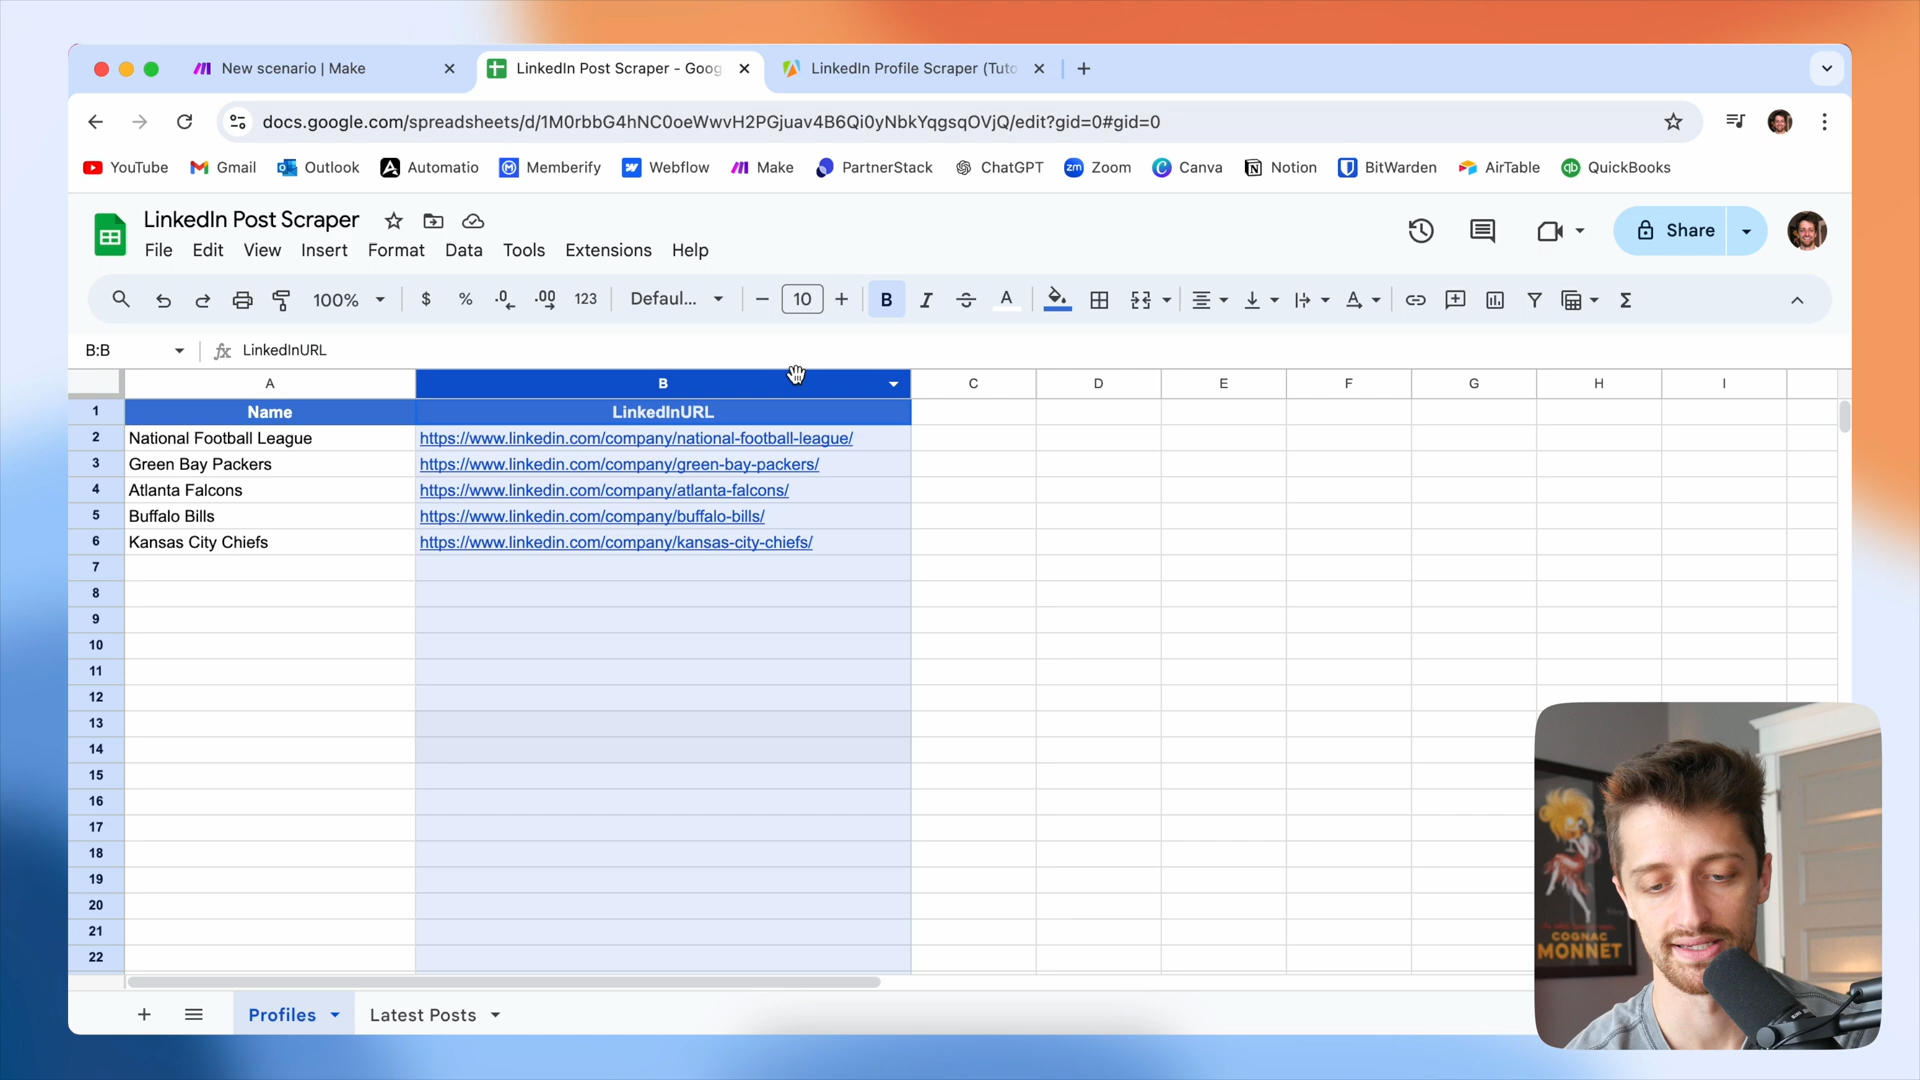 New scenario | Make
LinkedIn Post Scraper - Goog
LinkedIn Profile Scraper (Tuto
docs.google.com/spreadsheets/d/1M0rbbG4hNC0oeWwvH2PGjuav4B6Qi0yNbkYqgsqOVjQ/edit?gid=0#gid=0
YouTube Gmail Outlook Automatio Memberify Webflow Make PartnerStack ChatGPT Zoom Canva Notion BitWarden AirTable QuickBooks
LinkedIn Post Scraper
Share
File Edit View Insert Format Data Tools Extensions Help
100% $ % .0 .00 123 Defaul... 10 B I S A
B:B fx LinkedInURL
A B C D E F G H I
1 Name LinkedInURL
2 National Football League https://www.linkedin.com/company/national-football-league/
3 Green Bay Packers https://www.linkedin.com/company/green-bay-packers/
4 Atlanta Falcons https://www.linkedin.com/company/atlanta-falcons/
5 Buffalo Bills https://www.linkedin.com/company/buffalo-bills/
6 Kansas City Chiefs https://www.linkedin.com/company/kansas-city-chiefs/
7
8
9
10
11
12
13
14
15
16
17
18
19
20
21
22
COGNAC
MONNET
Profiles Latest Posts